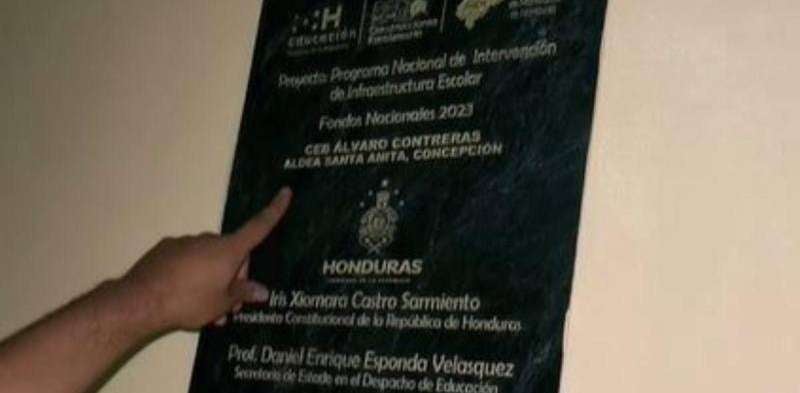 Educación
Proyecto: Programa Nacional de Intervención
de Infraestructura Escolar
Fondos Nacionales 2023
CEB ÁLVARO CONTRERAS
ALDEA SANTA ANITA, CONCEPCIÓN
HONDURAS
Iris Xiomara Castro Sarmiento
Presidenta Constitucional de la República de Honduras
Prof. Daniel Enrique Esponda Velasquez
Secretario de Estado en el Despacho de Educación